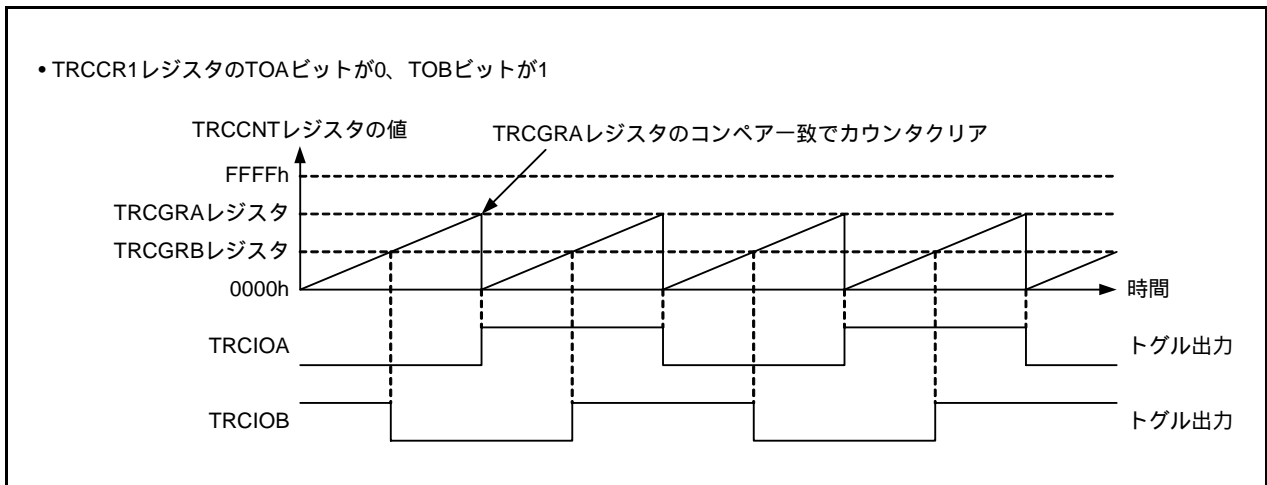 • TRCCR1レジスタのTOAビットが0、TOBビットが1
TRCCNTレジスタの値
TRCGRAレジスタのコンペア一致でカウンタクリア
FFFFh
TRCGRAレジスタ
TRCGRBレジスタ
0000h
時間
TRCIOA
トグル出力
TRCIOB
トグル出力